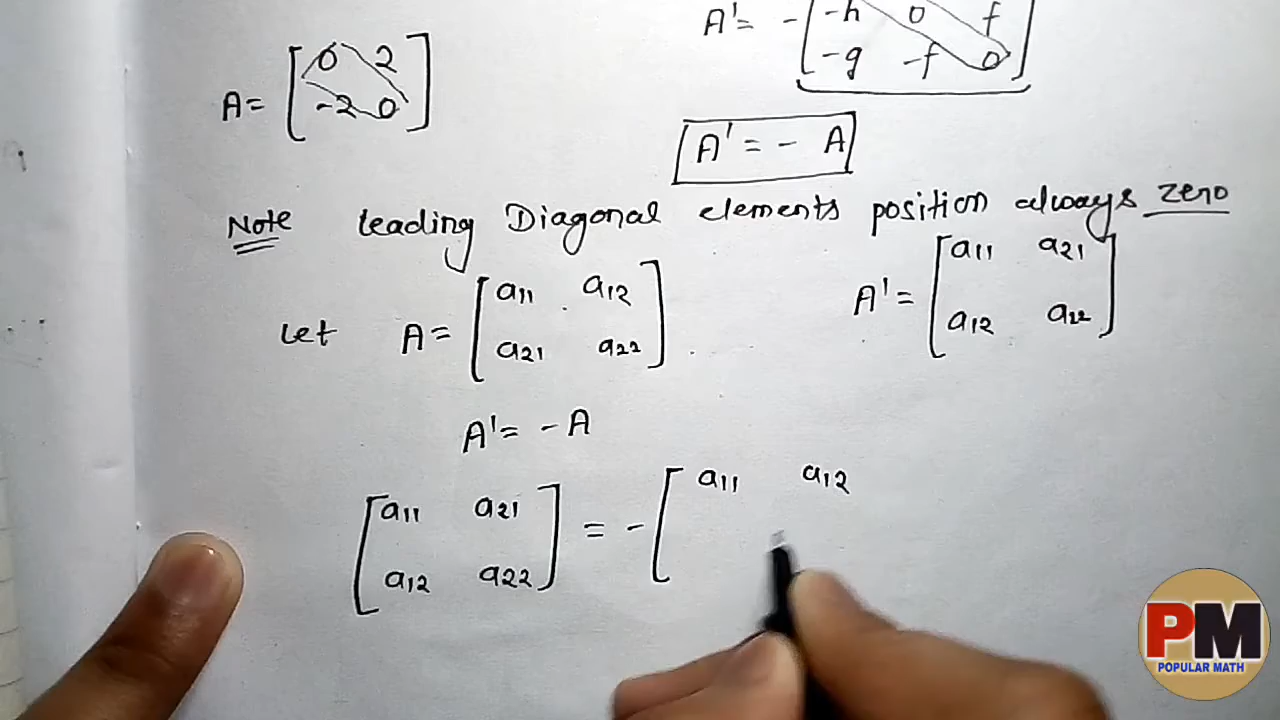 A' = - [ -h 0 f
-g -f 0 ]
A = [ 0 2
-2 0 ]
A' = - A
Note leading Diagonal elements position always zero
Let A = [ a11 a12
a21 a22 ]
A' = [ a11 a21
a12 a22 ]
A' = - A
[ a11 a21
a12 a22 ] = - [ a11 a12
PM
POPULAR MATH